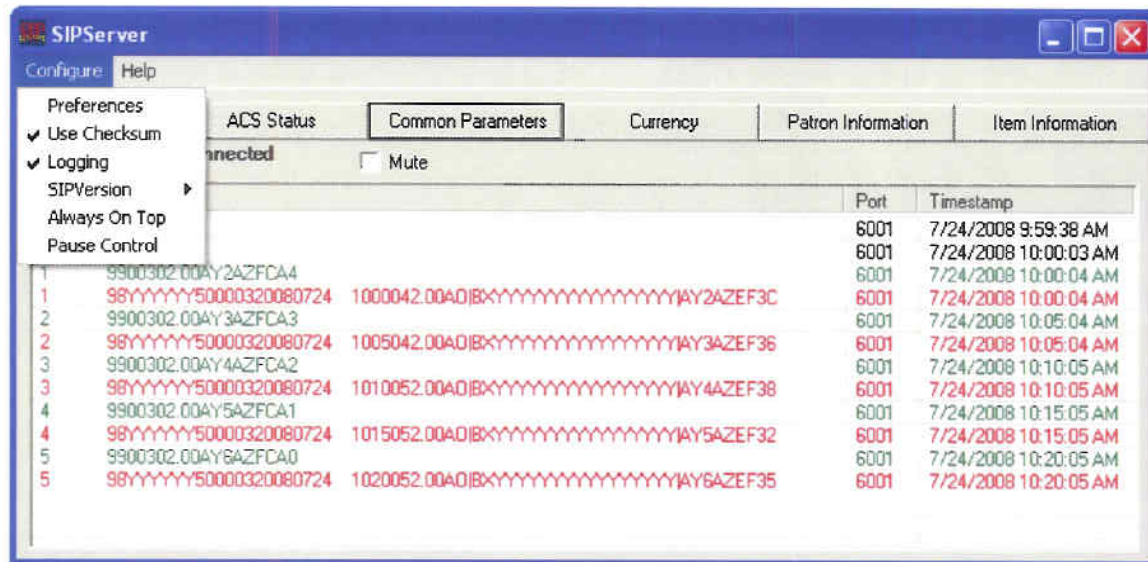 SIPServer
Configure Help
Preferences
Use Checksum
Logging
SIPVersion
Always On Top
Pause Control
ACS Status Common Parameters Currency Patron Information Item Information
nnected Mute
Port Timestamp
6001 7/24/2008 9:59:38 AM
6001 7/24/2008 10:00:03 AM
1 9900302.00AY2AZFCA4 6001 7/24/2008 10:00:04 AM
1 98YYYYYY50000320080724 1000042.00AO|BXYYYYYYYYYYYYYYYY|AY2AZEF3C 6001 7/24/2008 10:00:04 AM
2 9900302.00AY3AZFCA3 6001 7/24/2008 10:05:04 AM
2 98YYYYYY50000320080724 1005042.00AO|BXYYYYYYYYYYYYYYYY|AY3AZEF36 6001 7/24/2008 10:05:04 AM
3 9900302.00AY4AZFCA2 6001 7/24/2008 10:10:05 AM
3 98YYYYYY50000320080724 1010052.00AO|BXYYYYYYYYYYYYYYYY|AY4AZEF38 6001 7/24/2008 10:10:05 AM
4 9900302.00AY5AZFCA1 6001 7/24/2008 10:15:05 AM
4 98YYYYYY50000320080724 1015052.00AO|BXYYYYYYYYYYYYYYYY|AY5AZEF32 6001 7/24/2008 10:15:05 AM
5 9900302.00AY6AZFCA0 6001 7/24/2008 10:20:05 AM
5 98YYYYYY50000320080724 1020052.00AO|BXYYYYYYYYYYYYYYYY|AY6AZEF35 6001 7/24/2008 10:20:05 AM